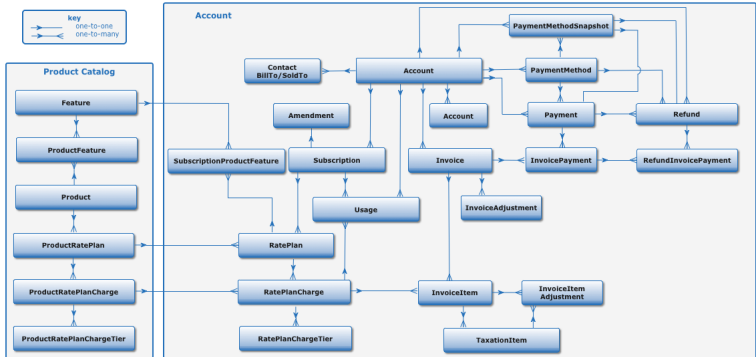 key
one-to-one
one-to-many
Product Catalog
Feature
ProductFeature
Product
ProductRatePlan
ProductRatePlanCharge
ProductRatePlanChargeTier
Account
PaymentMethodSnapshot
Contact
BillTo/SoldTo
Account
PaymentMethod
Amendment
Account
Payment
Refund
SubscriptionProductFeature
Subscription
Invoice
InvoicePayment
RefundInvoicePayment
Usage
InvoiceAdjustment
RatePlan
RatePlanCharge
InvoiceItem
InvoiceItem
Adjustment
RatePlanChargeTier
TaxationItem